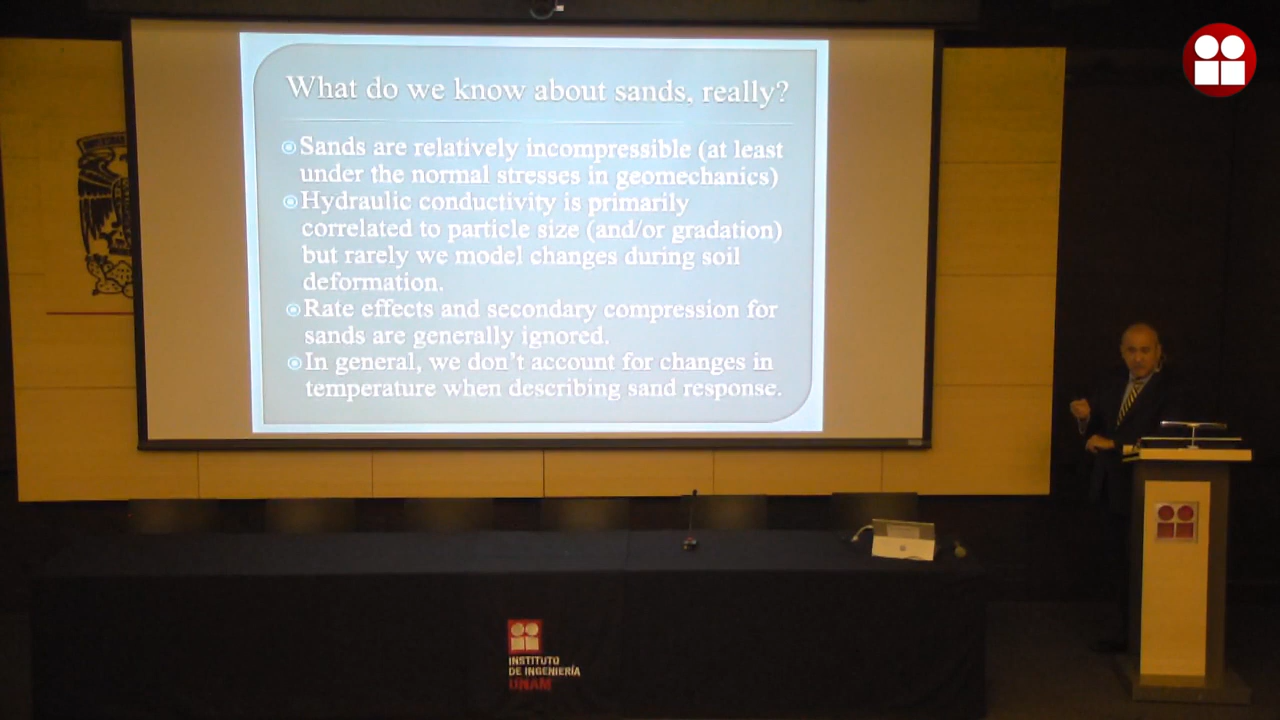 What do we know about sands, really?
Sands are relatively incompressible (at least
under the normal stresses in geomechanics)
Hydraulic conductivity is primarily
correlated to particle size (and/or gradation)
but rarely we model changes during soil
deformation.
Rate effects and secondary compression for
sands are generally ignored.
In general, we don't account for changes in
temperature when describing sand response.
INSTITUTO
DE INGENIERÍA
UNAM